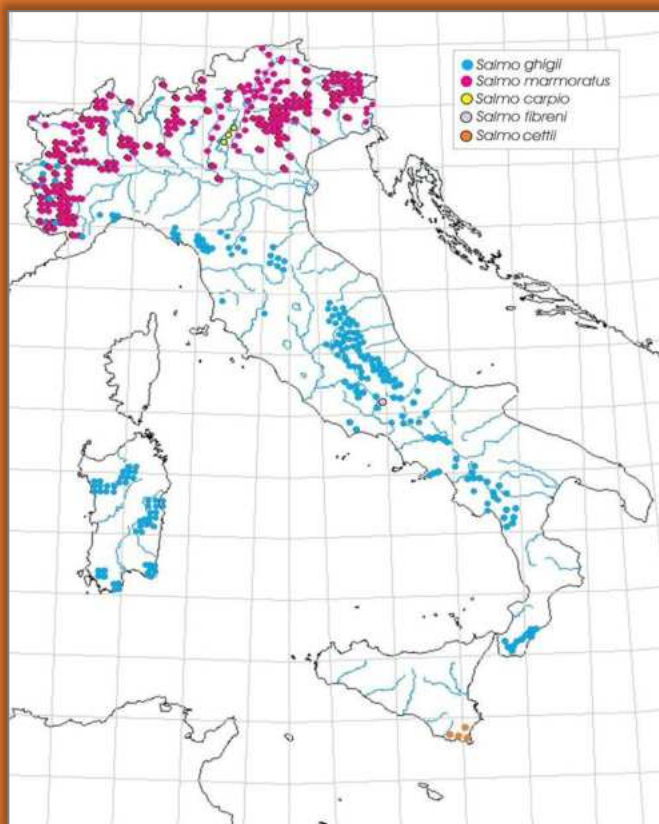 Salmo ghigii
Salmo marmoratus
Salmo carpio
Salmo fibreni
Salmo cettii